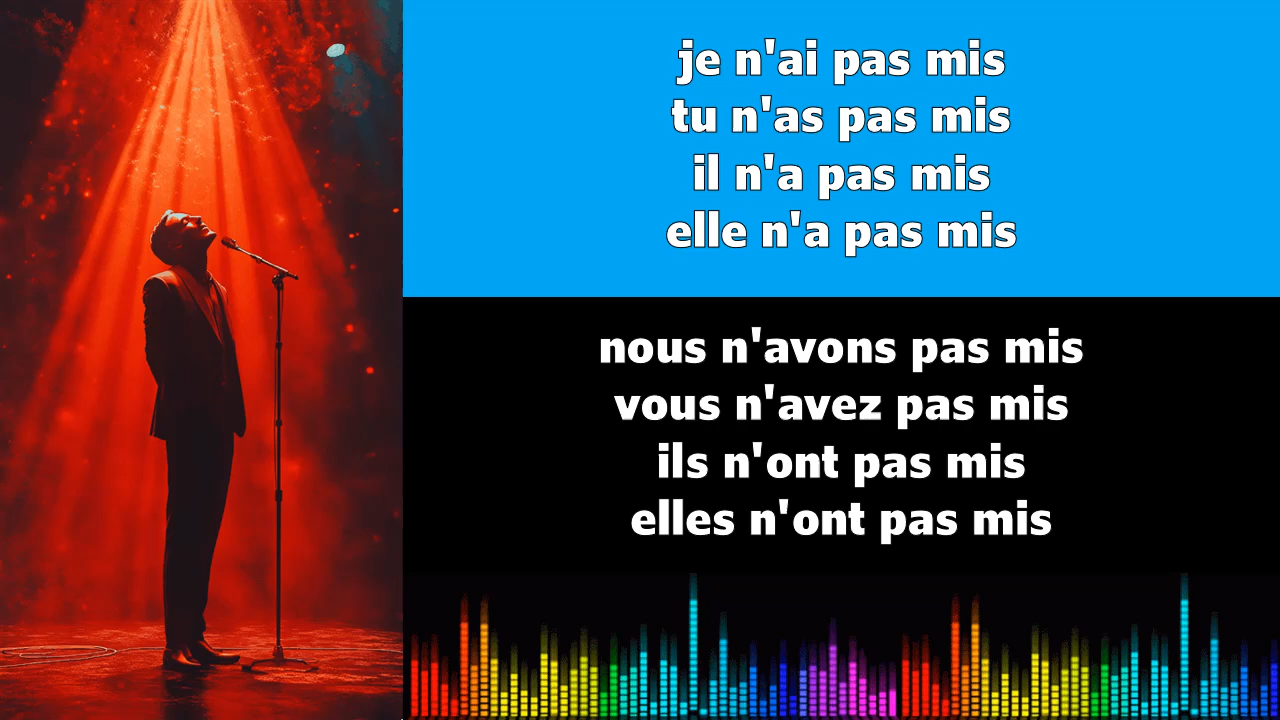 je n'ai pas mis
tu n'as pas mis
il n'a pas mis
elle n'a pas mis
nous n'avons pas mis
vous n'avez pas mis
ils n'ont pas mis
elles n'ont pas mis